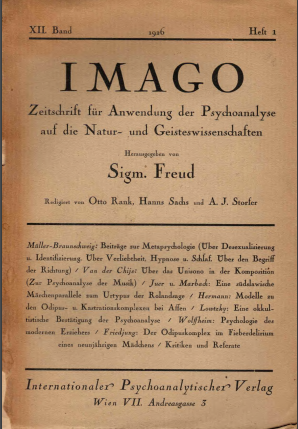 XII. Band 1926 Heft 1
IMAGO
Zeitschrift für Anwendung der Psychoanalyse
auf die Natur- und Geisteswissenschaften
Herausgegeben von
Sigm. Freud
Redigiert von Otto Rank, Hanns Sachs und A. J. Storfer
Müller-Braunschweig: Beiträge zur Metapsychologie (Über Desexualisierung
u. Identifizierung. Über Verliebtheit, Hypnose u. Schlaf. Über den Begriff
der Richtung) / Van der Chijs: Über das Unisono in der Komposition
(Zur Psychoanalyse der Musik) / Juer u. Marbach: Eine südslawische
Märchenparallele zum Urtypus der Rolandsage / Hermann: Modelle zu
den Ödipus- u. Kastrationskomplexen bei Affen / Lowtzky: Eine okkul-
tistische Bestätigung der Psychoanalyse / Wolffheim: Psychologie des
modernen Erziehers / Friedjung: Der Ödipuskomplex im Fieberdelirium
eines neunjährigen Mädchens / Kritiken und Referate
Internationaler Psychoanalytischer Verlag
Wien VII. Andreasgasse 3